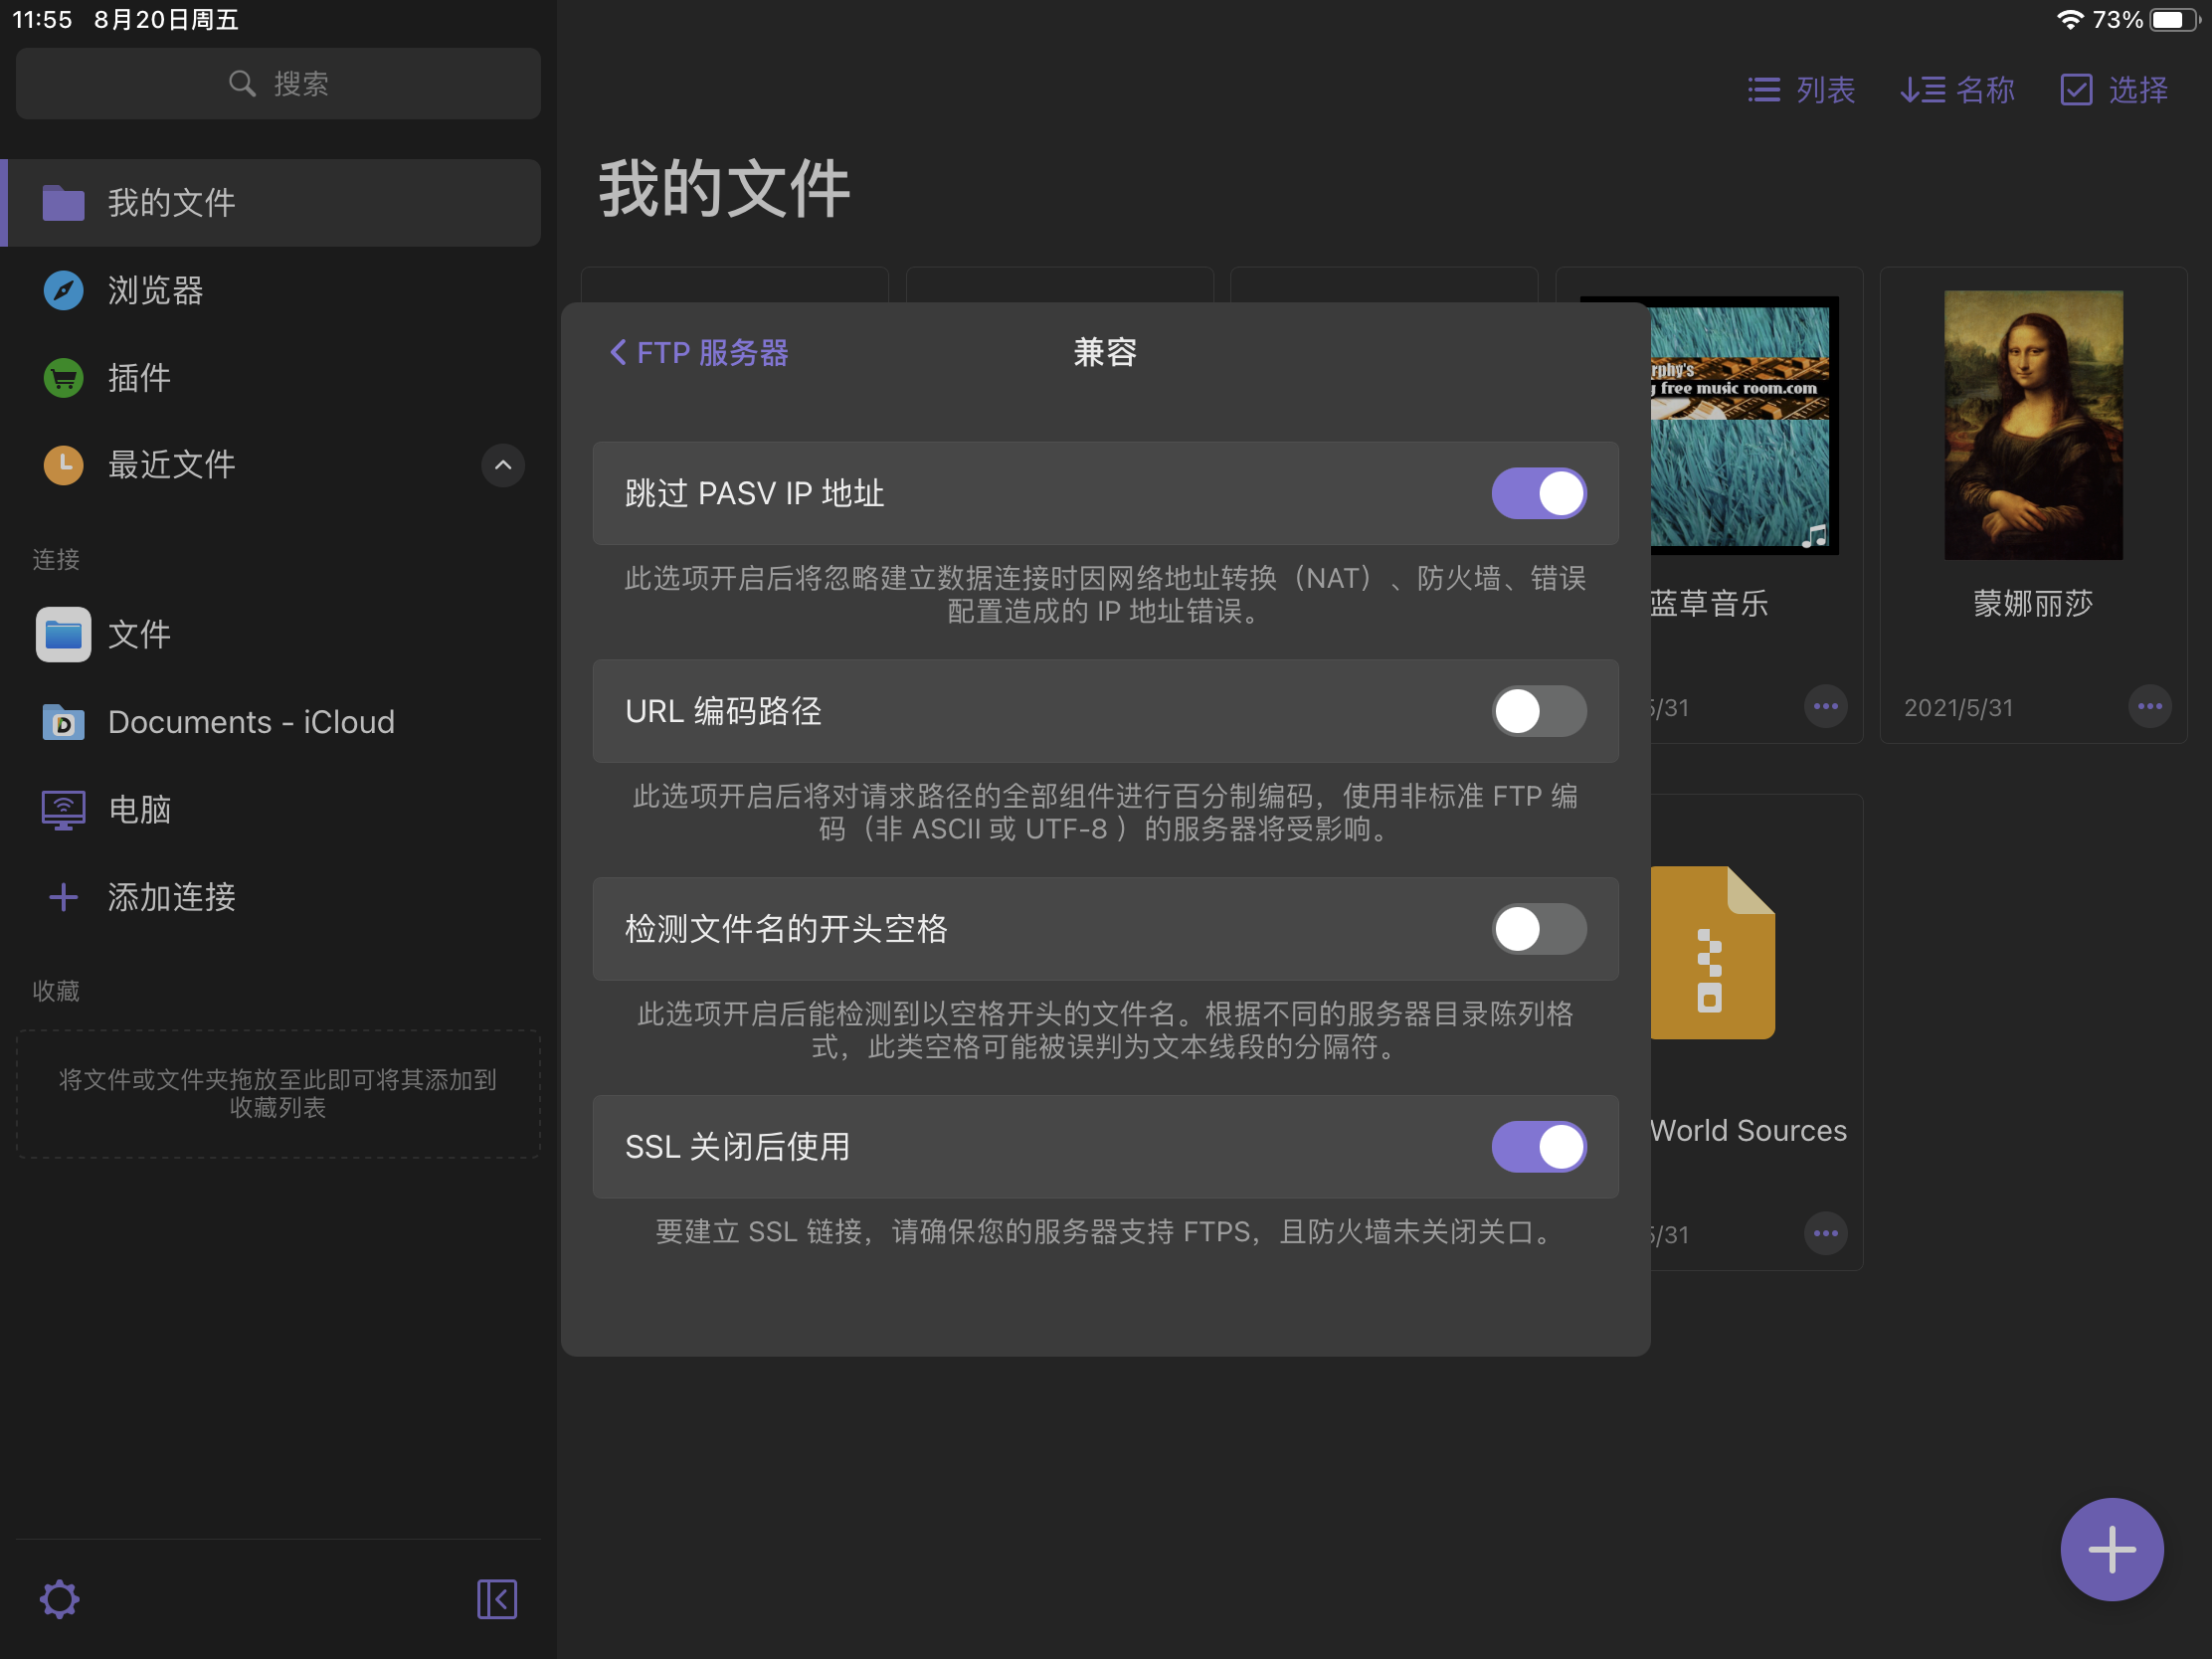 11:55 8月20日周五
73%
搜索
我的文件
浏览器
插件
最近文件
连接
文件
Documents - iCloud
电脑
添加连接
收藏
将文件或文件夹拖放至此即可将其添加到
收藏列表
列表
名称
选择
我的文件
FTP 服务器
兼容
跳过 PASV IP 地址
此选项开启后将忽略建立数据连接时因网络地址转换（NAT）、防火墙、错误
配置造成的 IP 地址错误。
URL 编码路径
此选项开启后将对请求路径的全部组件进行百分制编码，使用非标准 FTP 编
码（非 ASCII 或 UTF-8 ）的服务器将受影响。
检测文件名的开头空格
此选项开启后能检测到以空格开头的文件名。根据不同的服务器目录陈列格
式，此类空格可能被误判为文本线段的分隔符。
SSL 关闭后使用
要建立 SSL 链接，请确保您的服务器支持 FTPS，且防火墙未关闭关口。
rphy's
g free music room.com
蓝草音乐
5/31
蒙娜丽莎
2021/5/31
World Sources
5/31